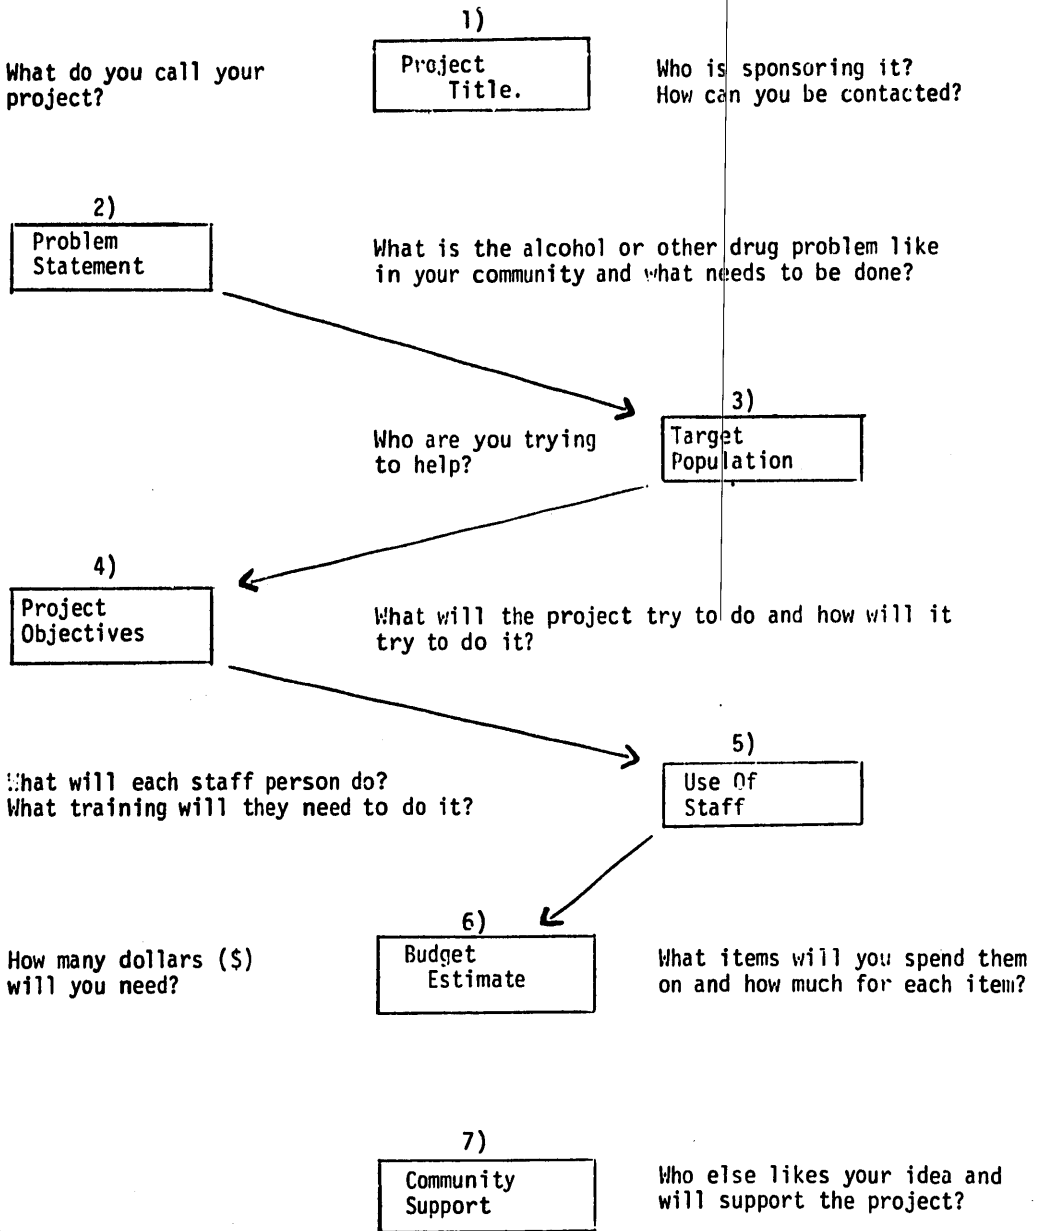 1)
What do you call your
project?
Project
Title.
Who is sponsoring it?
How can you be contacted?
2)
Problem
Statement
What is the alcohol or other drug problem like
in your community and what needs to be done?
3)
Who are you trying
to help?
Target
Population
4)
Project
Objectives
What will the project try to do and how will it
try to do it?
5)
What will each staff person do?
What training will they need to do it?
Use Of
Staff
6)
How many dollars ($)
will you need?
Budget
Estimate
What items will you spend them
on and how much for each item?
7)
Community
Support
Who else likes your idea and
will support the project?